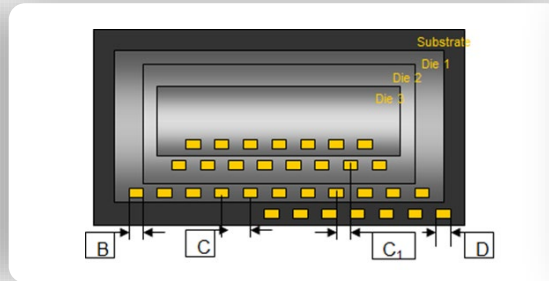 Substrate
Die 1
Die 2
Die 3
B
C
C₁
D